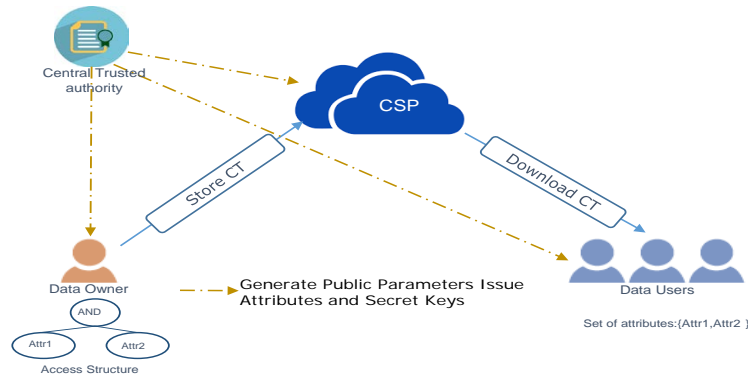 Central Trusted
authority
CSP
Store CT
Download CT
Data Owner
Generate Public Parameters Issue
Attributes and Secret Keys
Data Users
AND
Set of attributes:{Attr1,Attr2 }
Attr1
Attr2
Access Structure